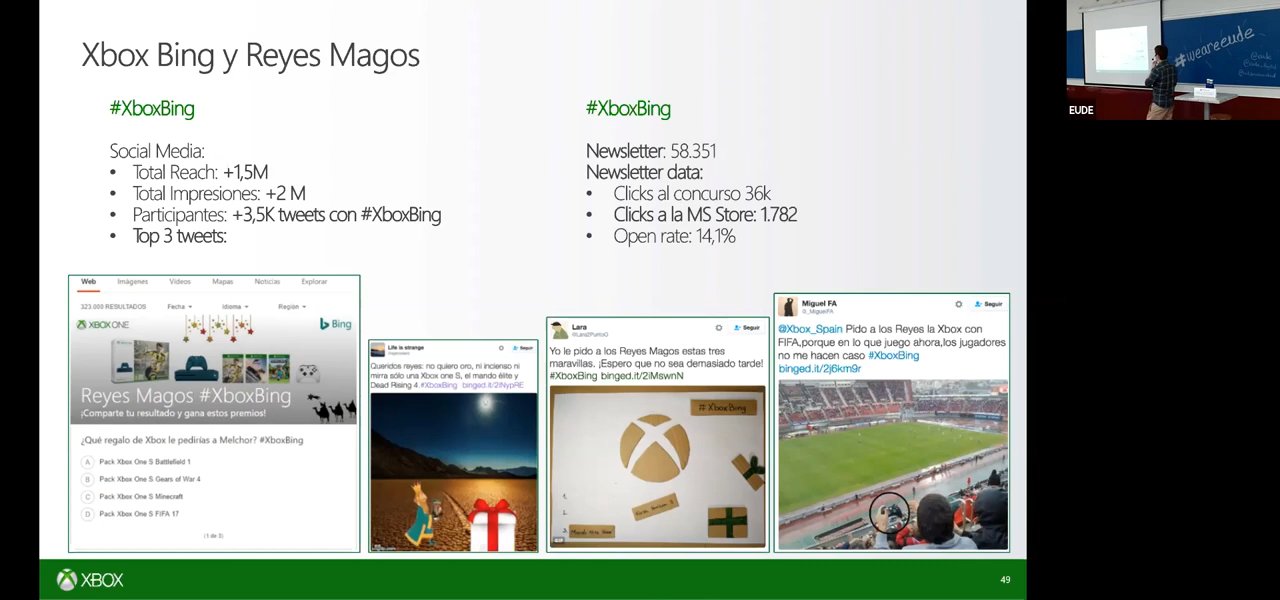 Xbox Bing y Reyes Magos
#XboxBing
Social Media:
• Total Reach: +1,5M
• Total Impresiones: +2 M
• Participantes: +3,5K tweets con #XboxBing
• Top 3 tweets:
#XboxBing
Newsletter: 58.351
Newsletter data:
• Clicks al concurso 36k
• Clicks a la MS Store: 1.782
• Open rate: 14,1%
Web Imágenes Vídeos Mapas Noticias Explorar
323.000 RESULTADOS Fecha Idioma Región
XBOX ONE
Bing
Reyes Magos #XboxBing
¡Comparte tu resultado y gana estos premios!
¿Qué regalo de Xbox le pedirías a Melchor? #XboxBing
A Pack Xbox One S Battlefield 1
B Pack Xbox One S Gears of War 4
C Pack Xbox One S Minecraft
D Pack Xbox One S FIFA 17
(1 de 3)
Life is strange
Seguir
Queridos reyes: no quiero oro, ni incienso ni
mirra sólo una Xbox one S, el mando élite y
Dead Rising 4.#XboxBing binged.it/2iNypRE
Lara
@Lara2PuntoO
Seguir
Yo le pido a los Reyes Magos estas tres
maravillas. ¡Espero que no sea demasiado tarde!
#XboxBing binged.it/2iMswnN
#XboxBing
1.
2.
3.
GIF
Miguel FA
@_MiguelFA
Seguir
@Xbox_Spain Pido a los Reyes la Xbox con
FIFA,porque en lo que juego ahora,los jugadores
no me hacen caso #XboxBing
binged.it/2j6km9r
XBOX
49
#weareeude
EUDE